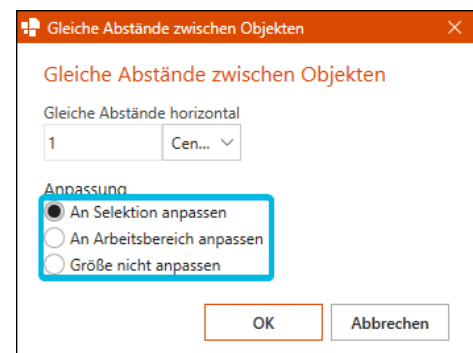 Gleiche Abstände zwischen Objekten
Gleiche Abstände zwischen Objekten
Gleiche Abstände horizontal
1 Cen...
Anpassung
An Selektion anpassen
An Arbeitsbereich anpassen
Größe nicht anpassen
OK Abbrechen